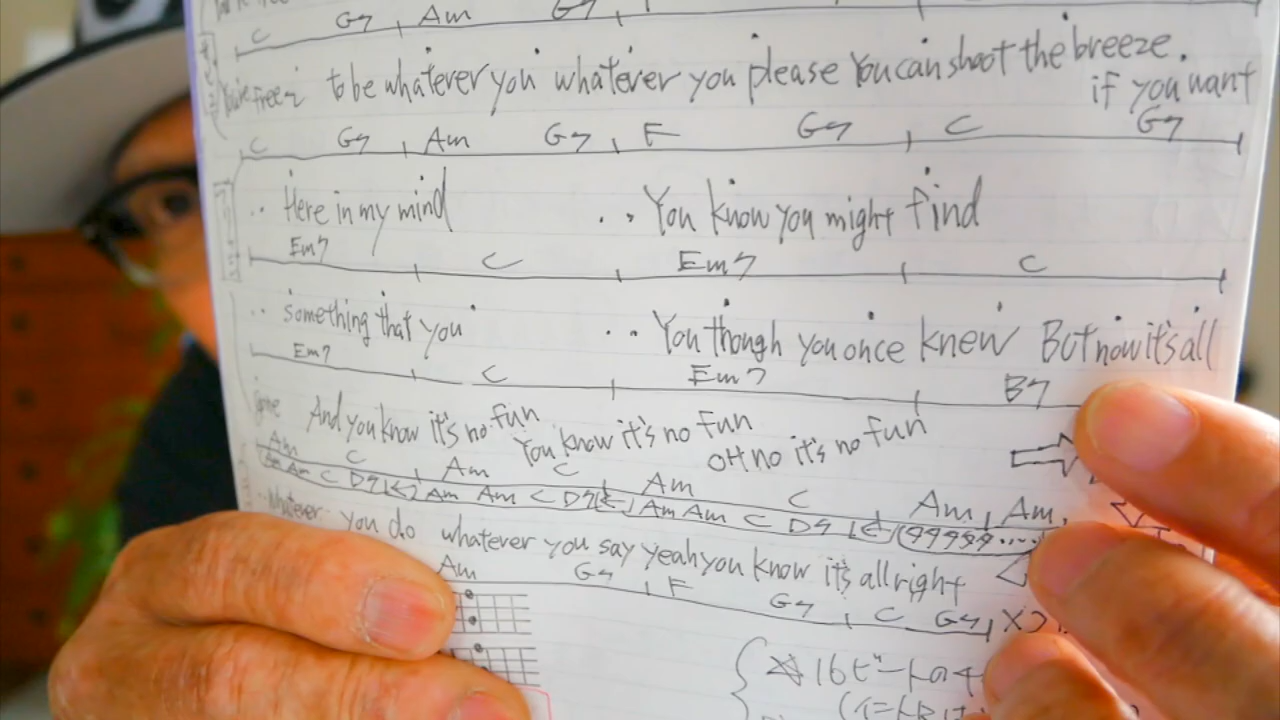 C G7 Am G7
You're free to be whatever you whatever you please You can shoot the breeze.
if you want
C G7 Am G7 F G7 C G7
Here in my mind You know you might find
Em7 C Em7 C
something that you You though you once knew But now it's all
Em7 C Em7 B7
gone And you know it's no fun You know it's no fun OH no it's no fun
Am C Am C Am C Am Am
Am Am C D7 Am Am C D7 Am Am C D7
Whatever you do whatever you say yeah you know it's all right
Am G7 F G7 C G7
16ビート